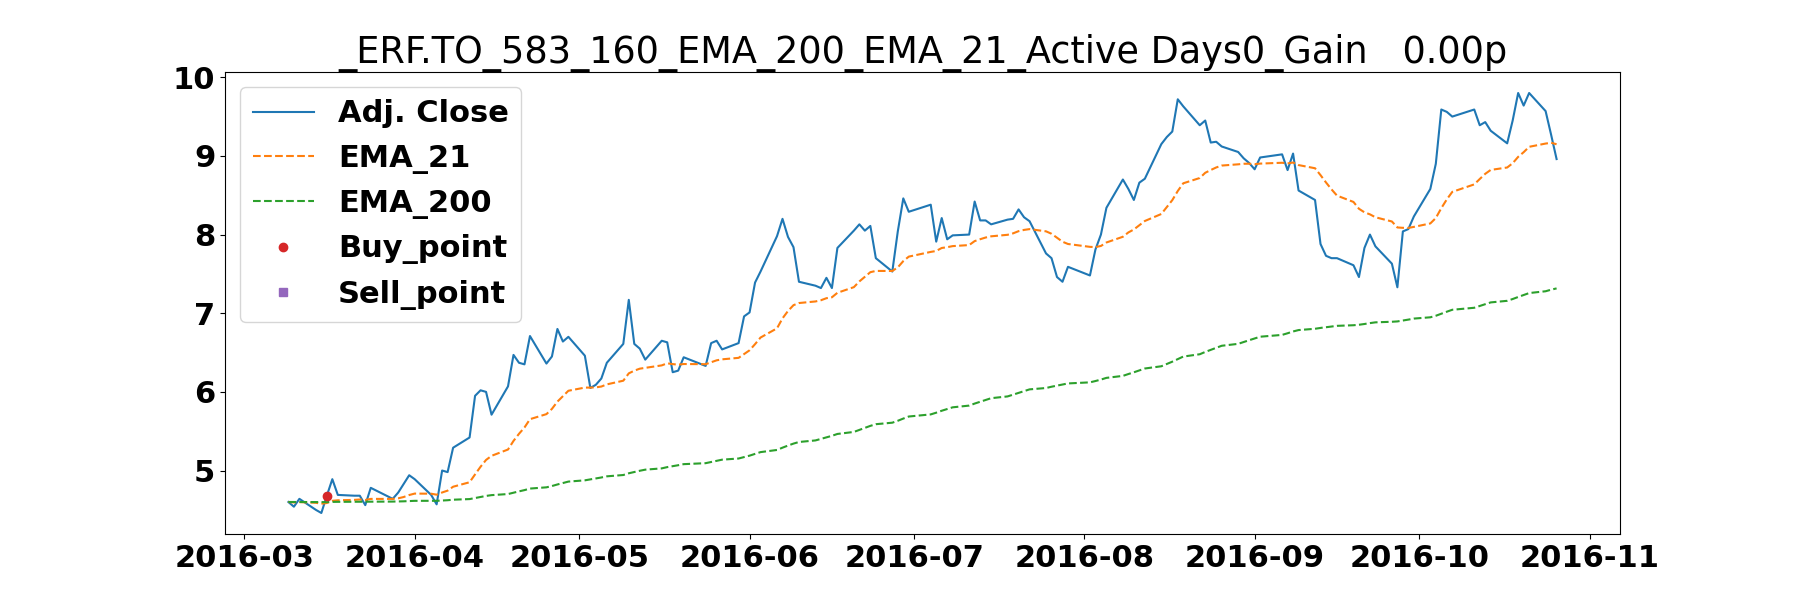 _ERF.TO_583_160_EMA_200_EMA_21_Active Days0_Gain   0.00p
10
9
8
7
6
5
Adj. Close
EMA_21
EMA_200
Buy_point
Sell_point
2016-03 2016-04 2016-05 2016-06 2016-07 2016-08 2016-09 2016-10 2016-11